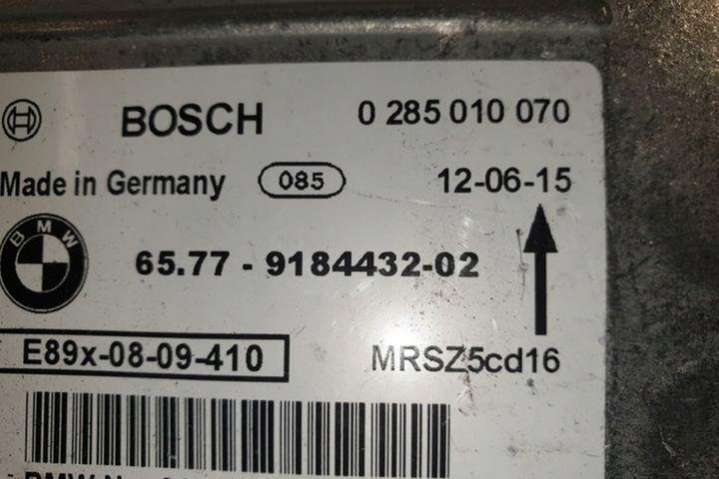 BOSCH 0 285 010 070
Made in Germany 085 12-06-15
BMW
65.77 - 9184432-02
E89x-08-09-410 MRSZ5cd16